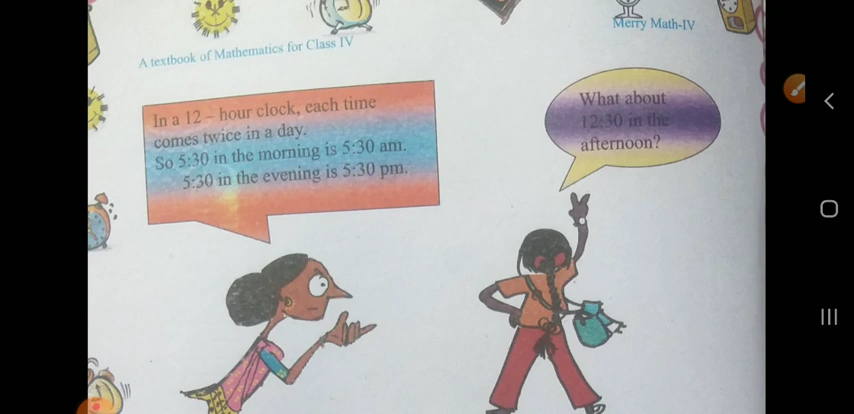 A textbook of Mathematics for Class IV
Merry Math-IV
In a 12 – hour clock, each time
comes twice in a day.
So 5:30 in the morning is 5:30 am.
5:30 in the evening is 5:30 pm.
What about
12:30 in the
afternoon?